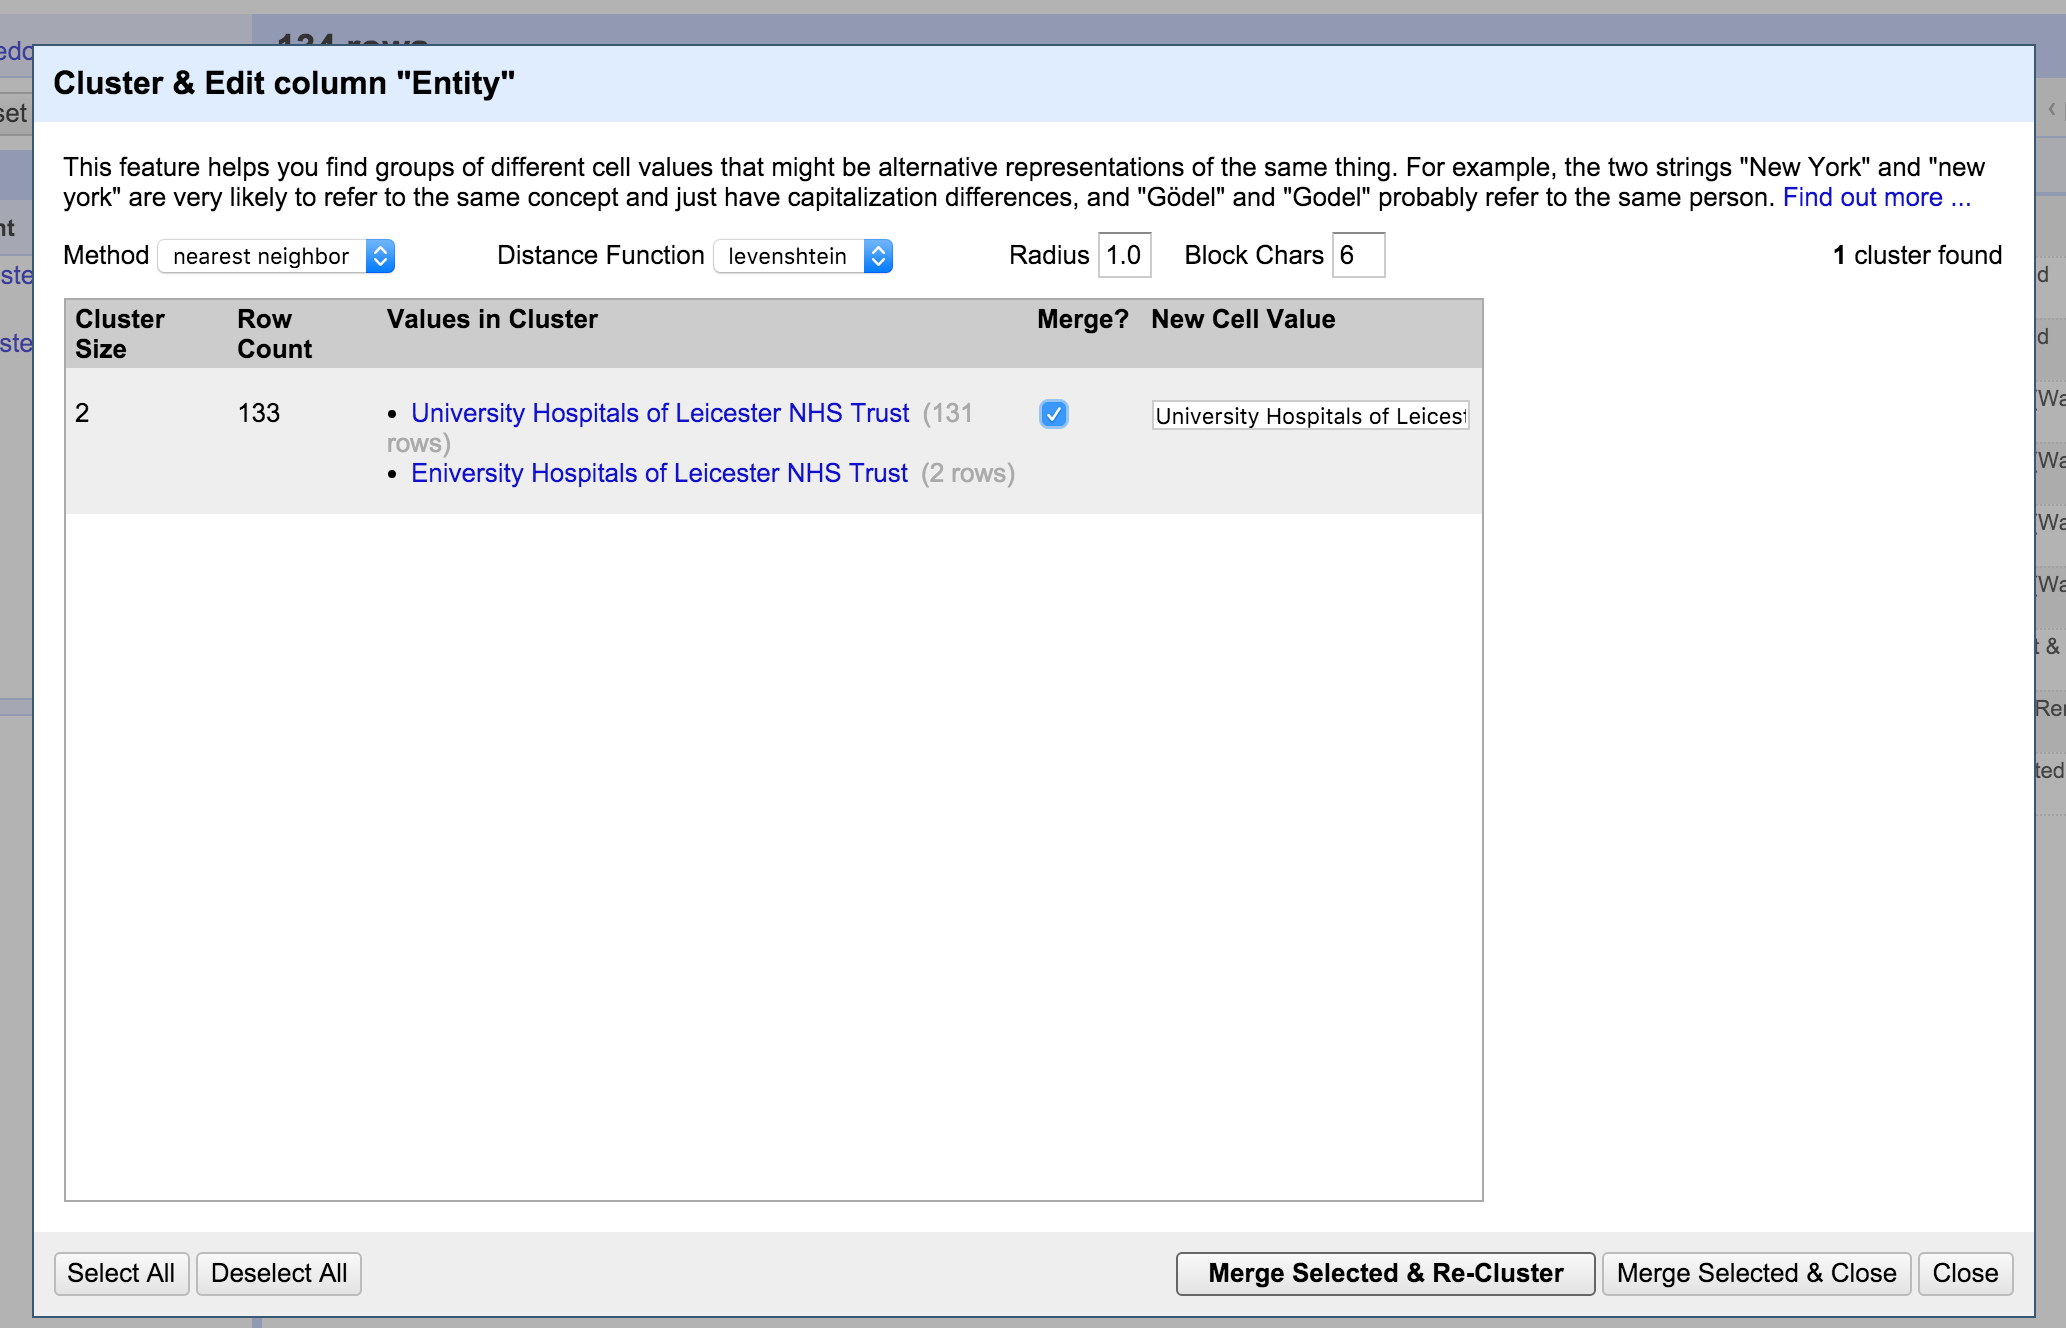 134 rows
Cluster & Edit column "Entity"
This feature helps you find groups of different cell values that might be alternative representations of the same thing. For example, the two strings "New York" and "new
york" are very likely to refer to the same concept and just have capitalization differences, and "Gödel" and "Godel" probably refer to the same person. Find out more ...
Method nearest neighbor Distance Function levenshtein Radius 1.0 Block Chars 6 1 cluster found
Cluster Size Row Count Values in Cluster Merge? New Cell Value
2 133 • University Hospitals of Leicester NHS Trust (131 University Hospitals of Leicest
rows)
• Eniversity Hospitals of Leicester NHS Trust (2 rows)
Select All Deselect All Merge Selected & Re-Cluster Merge Selected & Close Close